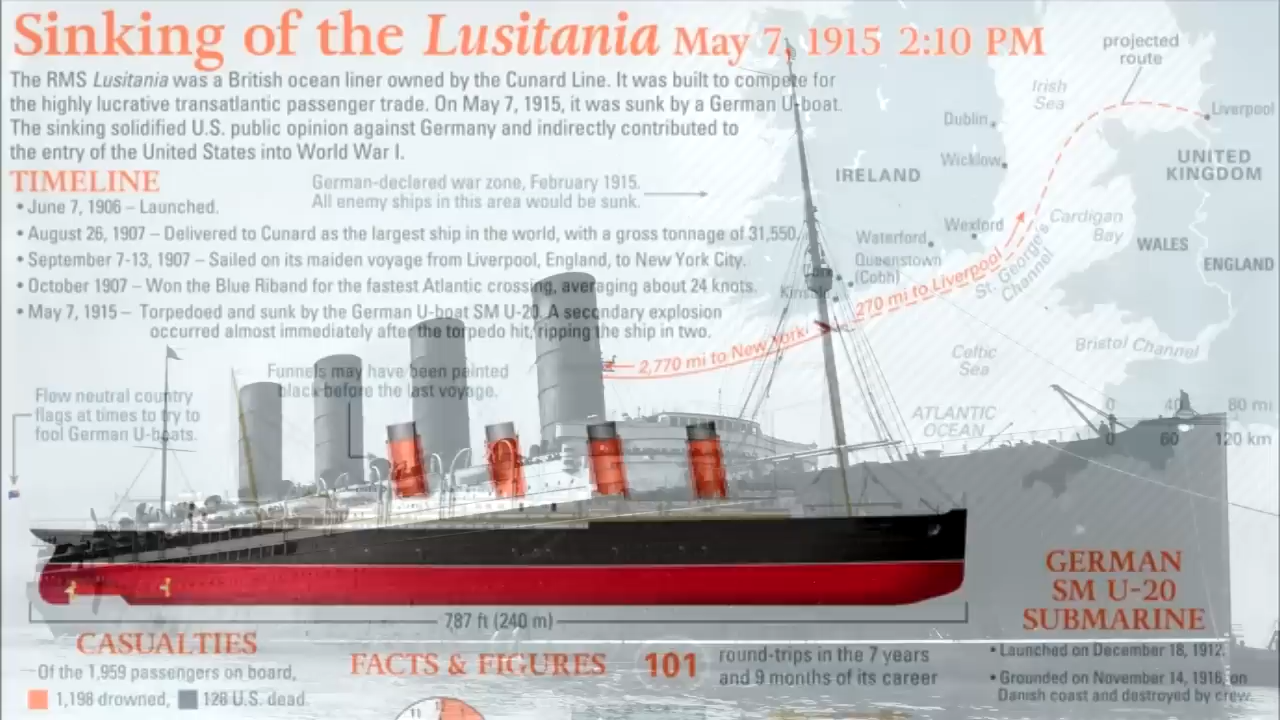 Sinking of the Lusitania May 7, 1915 2:10 PM
The RMS Lusitania was a British ocean liner owned by the Cunard Line. It was built to compete for
the highly lucrative transatlantic passenger trade. On May 7, 1915, it was sunk by a German U-boat.
The sinking solidified U.S. public opinion against Germany and indirectly contributed to
the entry of the United States into World War I.
TIMELINE
• June 7, 1906 – Launched.
• August 26, 1907 – Delivered to Cunard as the largest ship in the world, with a gross tonnage of 31,550.
• September 7-13, 1907 – Sailed on its maiden voyage from Liverpool, England, to New York City.
• October 1907 – Won the Blue Riband for the fastest Atlantic crossing, averaging about 24 knots.
• May 7, 1915 – Torpedoed and sunk by the German U-boat SM U-20. A secondary explosion
occurred almost immediately after the torpedo hit, ripping the ship in two.
German-declared war zone, February 1915.
All enemy ships in this area would be sunk.
projected
route
Irish
Sea
Liverpool
Dublin
Wicklow
IRELAND
UNITED
KINGDOM
Wexford
Waterford
Cardigan
Bay
WALES
ENGLAND
Queenstown
(Cobh)
St. George's
Channel
270 mi to Liverpool
2,770 mi to New York
Celtic
Sea
Bristol Channel
ATLANTIC
OCEAN
0 40 80 mi
0 60 120 km
Funnels may have been painted
black before the last voyage.
Flew neutral country
flags at times to try to
fool German U-boats.
787 ft (240 m)
CASUALTIES
Of the 1,959 passengers on board,
1,198 drowned, 128 U.S. dead
FACTS & FIGURES
101 round-trips in the 7 years
and 9 months of its career
11 12 1
GERMAN
SM U-20
SUBMARINE
• Launched on December 18, 1912.
• Grounded on November 14, 1916, on
Danish coast and destroyed by crew.